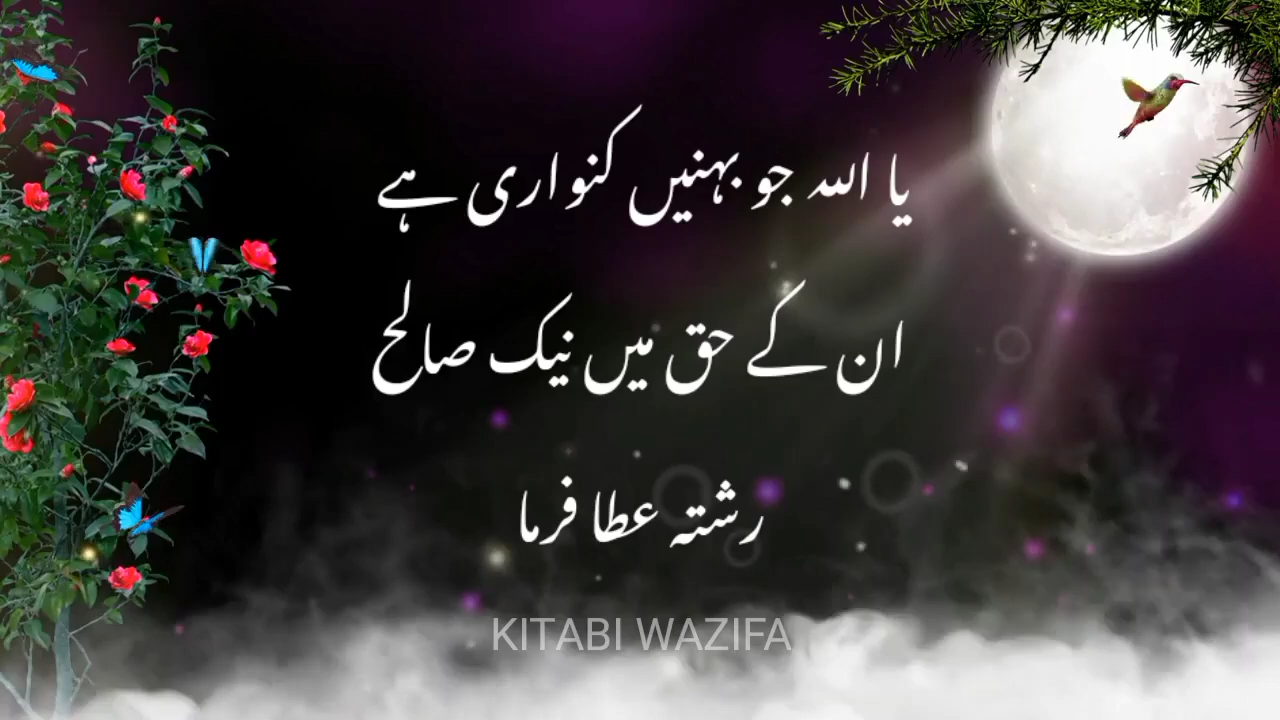 یا اللہ جو بہنیں کنواری ہے
ان کے حق میں نیک صالح
رشتہ عطا فرما
KITABI WAZIFA